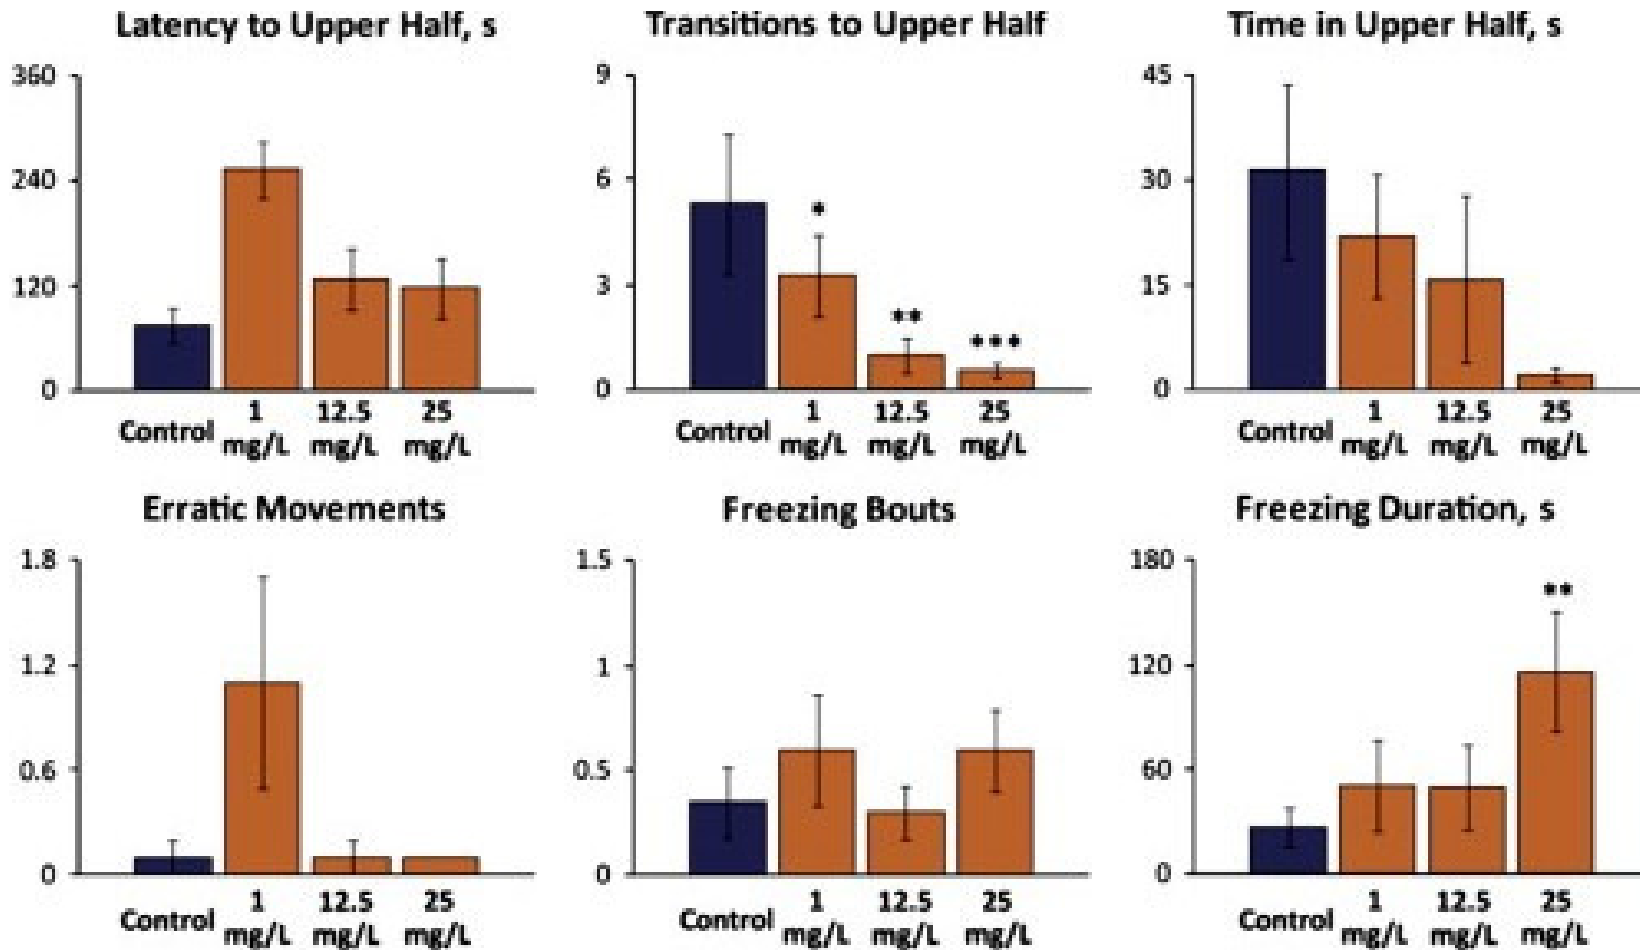 Latency to Upper Half, s
360
240
120
0
Control
1
mg/L
12.5
mg/L
25
mg/L
Transitions to Upper Half
9
6
3
0
*
**
***
Control
1
mg/L
12.5
mg/L
25
mg/L
Time in Upper Half, s
45
30
15
0
Control
1
mg/L
12.5
mg/L
25
mg/L
Erratic Movements
1.8
1.2
0.6
0
Control
1
mg/L
12.5
mg/L
25
mg/L
Freezing Bouts
1.5
1
0.5
0
Control
1
mg/L
12.5
mg/L
25
mg/L
Freezing Duration, s
180
120
60
0
**
Control
1
mg/L
12.5
mg/L
25
mg/L